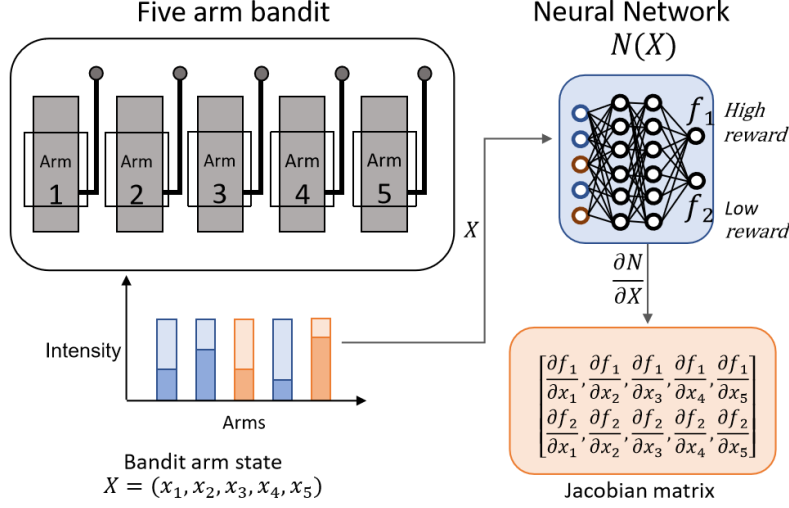 Five arm bandit
Neural Network
N(X)
Arm 1
Arm 2
Arm 3
Arm 4
Arm 5
f₁ High reward
f₂ Low reward
X
∂N/∂X
Intensity
Arms
Bandit arm state
X = (x₁, x₂, x₃, x₄, x₅)
[∂f₁/∂x₁, ∂f₁/∂x₂, ∂f₁/∂x₃, ∂f₁/∂x₄, ∂f₁/∂x₅]
[∂f₂/∂x₁, ∂f₂/∂x₂, ∂f₂/∂x₃, ∂f₂/∂x₄, ∂f₂/∂x₅]
Jacobian matrix